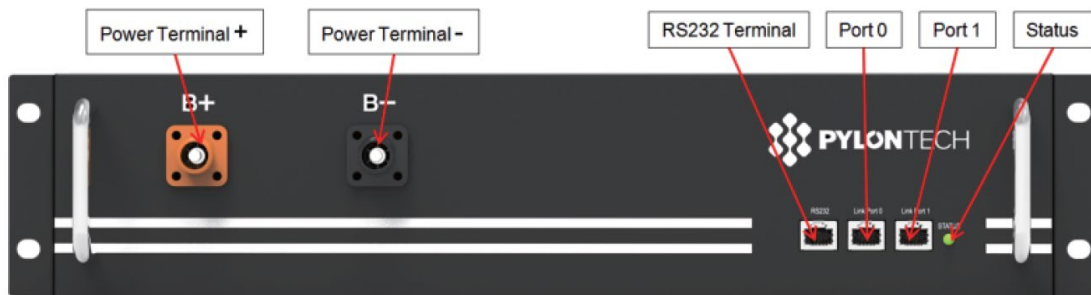 Power Terminal +
Power Terminal -
RS232 Terminal
Port 0
Port 1
Status
B+
B-
PYLONTECH
RS232
Link Port 0
Link Port 1
STATUS